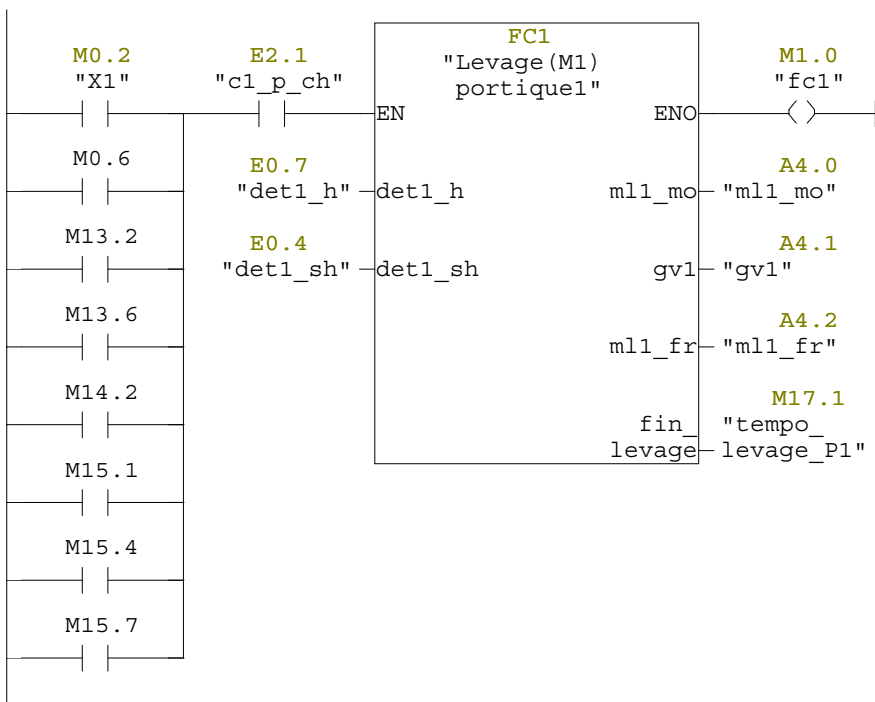 M0.2 E2.1 FC1 M1.0
"X1" "c1_p_ch" "Levage(M1) "fc1"
portique1"
EN ENO
M0.6 E0.7 A4.0
"det1_h" det1_h ml1_mo "ml1_mo"
M13.2 E0.4 A4.1
"det1_sh" det1_sh gv1 "gv1"
M13.6 A4.2
ml1_fr "ml1_fr"
M14.2 M17.1
fin_ "tempo_
levage levage_P1"
M15.1
M15.4
M15.7